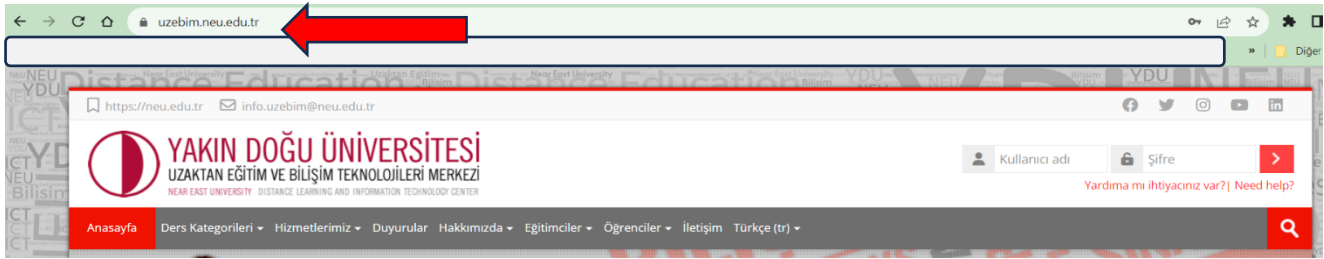 uzebim.neu.edu.tr
» Diğer
Distance Education
https://neu.edu.tr info.uzebim@neu.edu.tr
YAKIN DOĞU ÜNİVERSİTESİ
UZAKTAN EĞİTİM VE BİLİŞİM TEKNOLOJİLERİ MERKEZİ
NEAR EAST UNIVERSITY DISTANCE LEARNING AND INFORMATION TECHNOLOGY CENTER
Kullanıcı adı Şifre
Yardıma mı ihtiyacınız var?| Need help?
Anasayfa Ders Kategorileri Hizmetlerimiz Duyurular Hakkımızda Eğitimciler Öğrenciler İletişim Türkçe (tr)